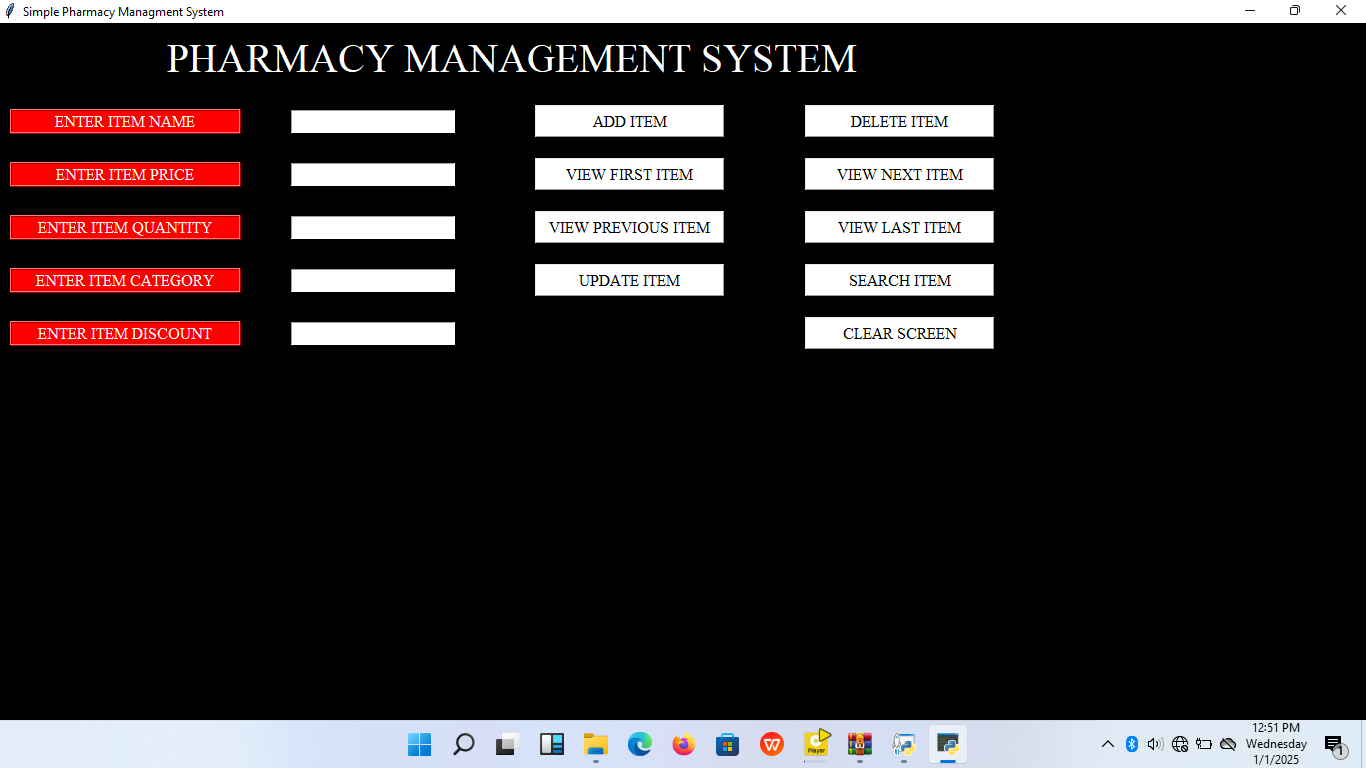 Simple Pharmacy Managment System
PHARMACY MANAGEMENT SYSTEM
ENTER ITEM NAME
ADD ITEM
DELETE ITEM
ENTER ITEM PRICE
VIEW FIRST ITEM
VIEW NEXT ITEM
ENTER ITEM QUANTITY
VIEW PREVIOUS ITEM
VIEW LAST ITEM
ENTER ITEM CATEGORY
UPDATE ITEM
SEARCH ITEM
ENTER ITEM DISCOUNT
CLEAR SCREEN
Player
12:51 PM
Wednesday
1/1/2025
1